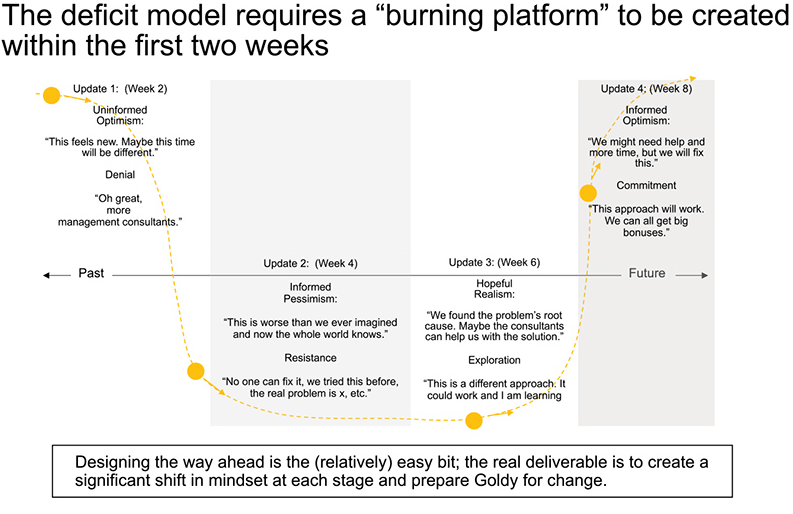 The deficit model requires a “burning platform” to be created
within the first two weeks
Update 1:  (Week 2)
Uninformed
Optimism:
“This feels new. Maybe this time
will be different.”
Denial
“Oh great,
more
management consultants.”
Past
Update 2:  (Week 4)
Informed
Pessimism:
“This is worse than we ever imagined
and now the whole world knows.”
Resistance
“No one can fix it, we tried this before,
the real problem is x, etc.”
Update 3:  (Week 6)
Hopeful
Realism:
“We found the problem’s root
cause. Maybe the consultants
can help us with the solution.”
Exploration
“This is a different approach. It
could work and I am learning
Update 4: (Week 8)
Informed
Optimism:
“We might need help and
more time, but we will fix
this.”
Commitment
“This approach will work.
We can all get big
bonuses.”
Future
Designing the way ahead is the (relatively) easy bit; the real deliverable is to create a
significant shift in mindset at each stage and prepare Goldy for change.